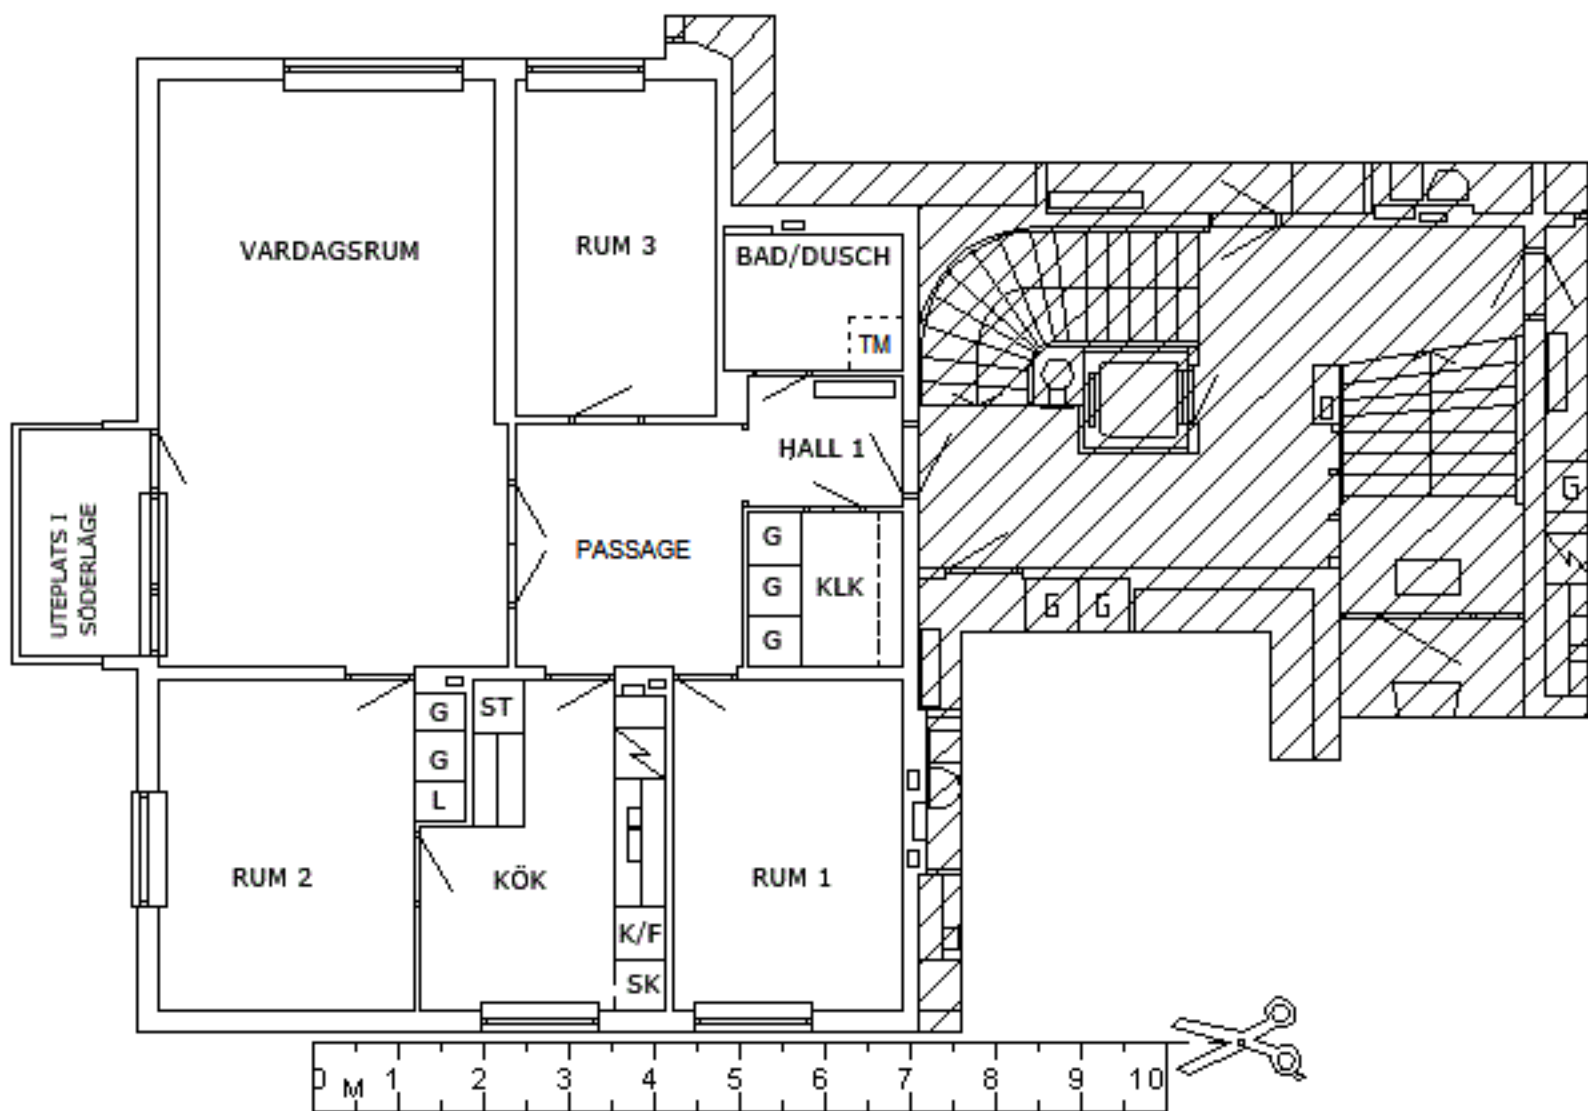 VARDAGSRUM
RUM 3
BAD/DUSCH
TM
HALL 1
UTEPLATS I
SÖDERLÄGE
PASSAGE
G
G
G
KLK
G
G
G
G
G
L
ST
RUM 2
KÖK
K/F
SK
RUM 1
0 M 1 2 3 4 5 6 7 8 9 10